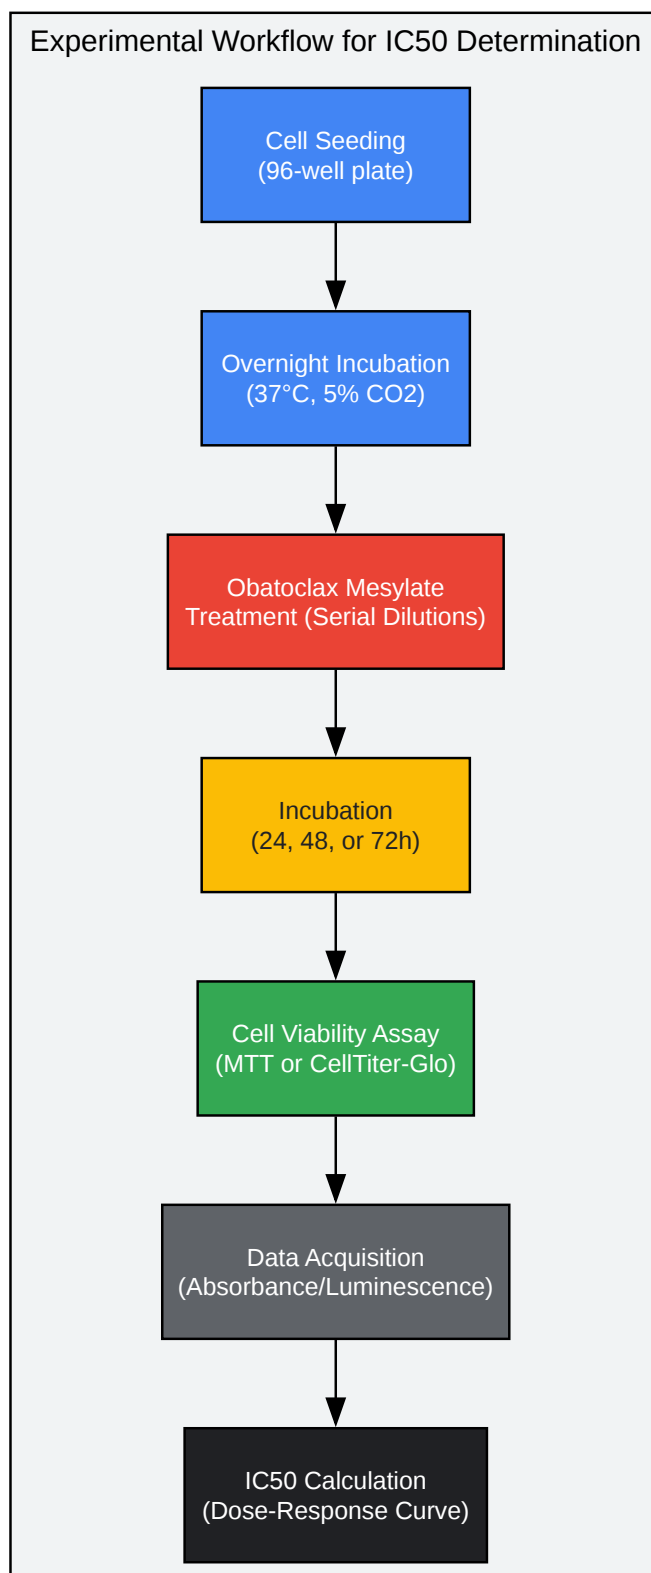 Experimental Workflow for IC50 Determination
Cell Seeding
(96-well plate)
Overnight Incubation
(37°C, 5% CO2)
Obatoclax Mesylate
Treatment (Serial Dilutions)
Incubation
(24, 48, or 72h)
Cell Viability Assay
(MTT or CellTiter-Glo)
Data Acquisition
(Absorbance/Luminescence)
IC50 Calculation
(Dose-Response Curve)